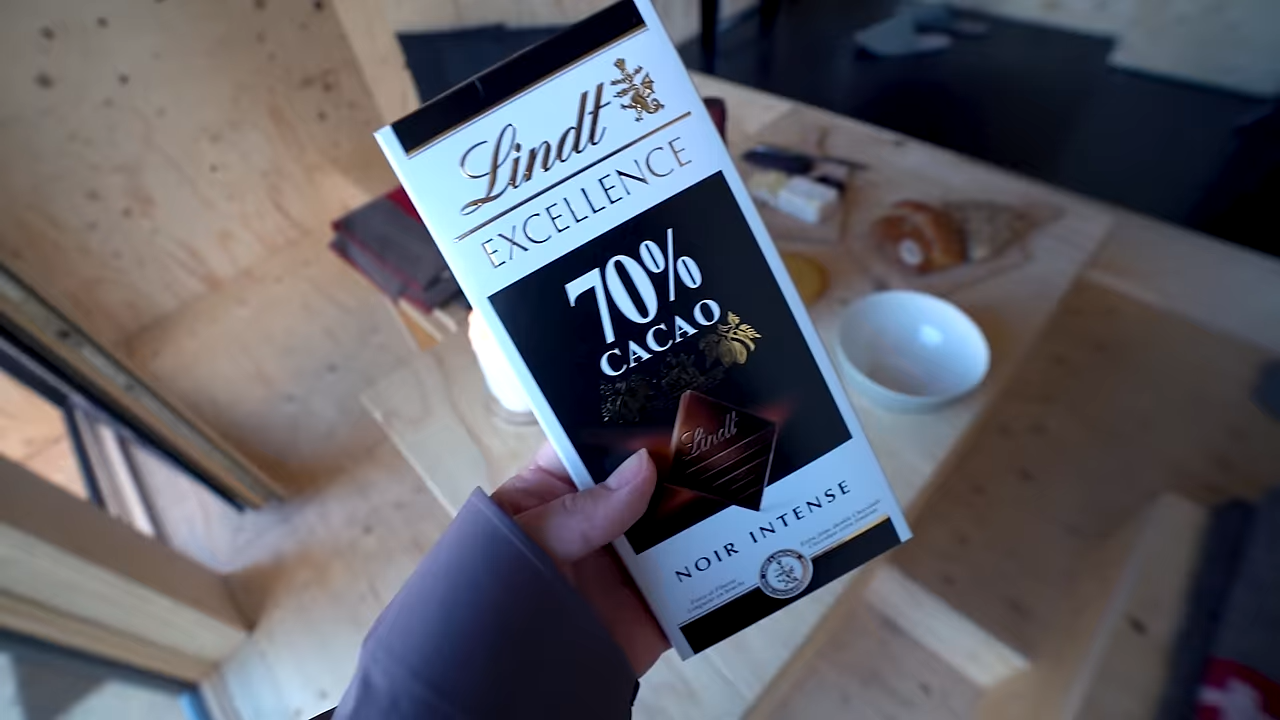 Lindt
EXCELLENCE
70%
CACAO
Lindt
NOIR INTENSE